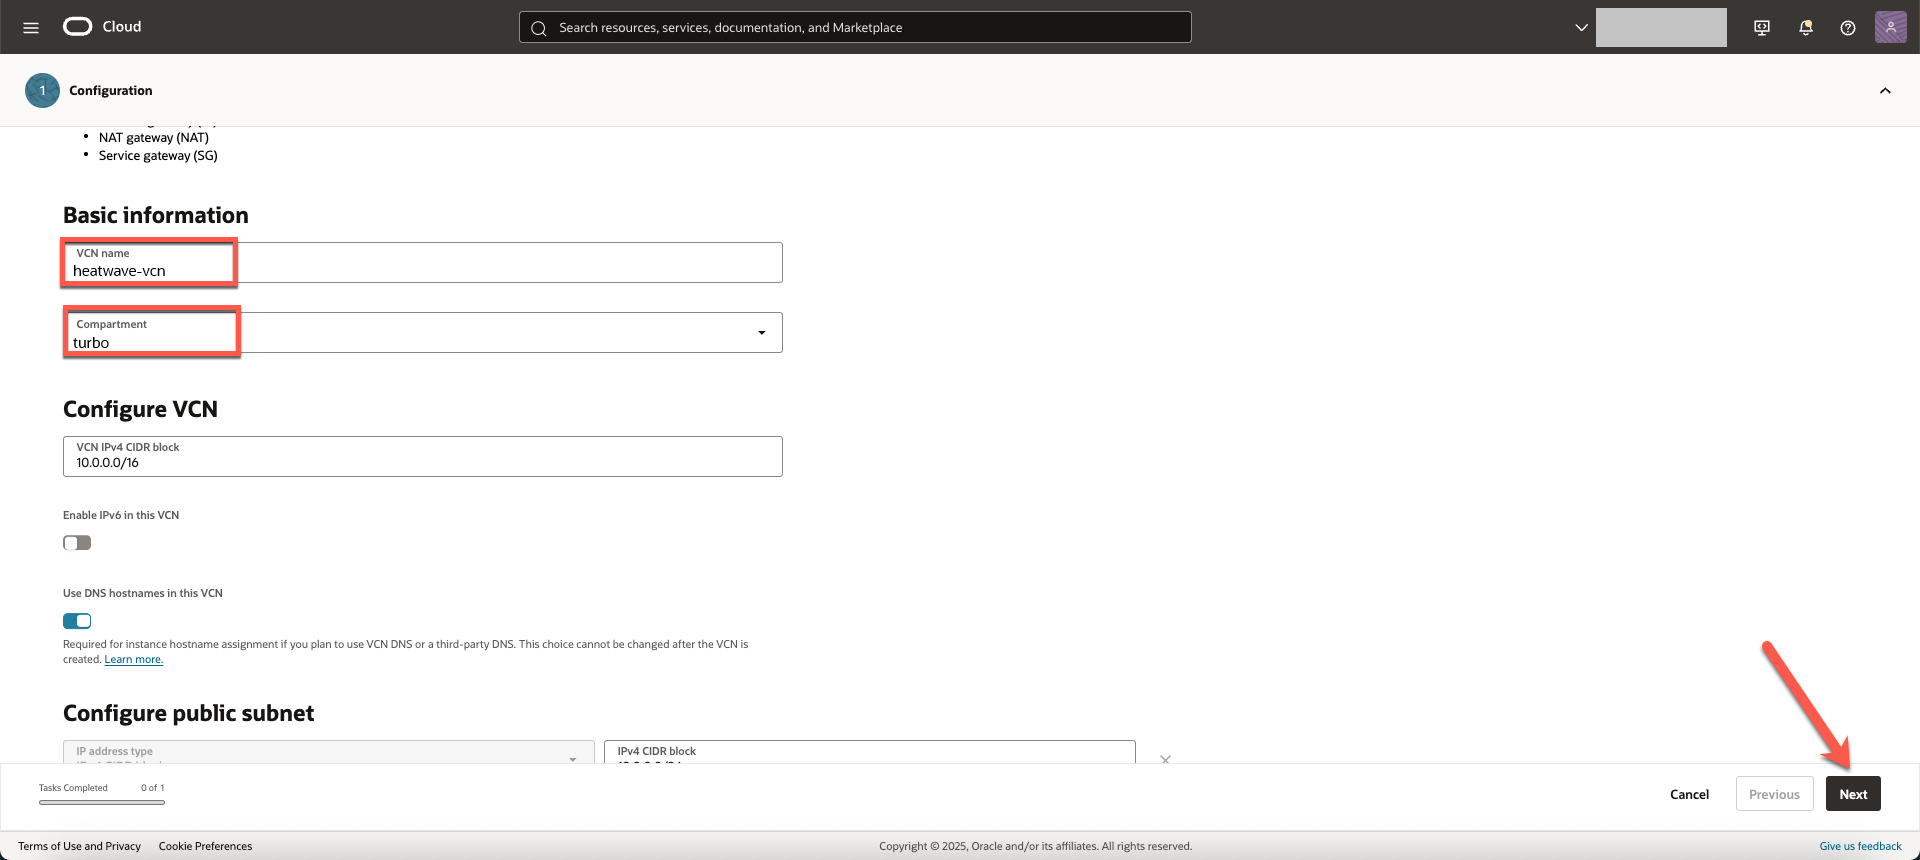 Cloud
Search resources, services, documentation, and Marketplace
1
Configuration
NAT gateway (NAT)
Service gateway (SG)
Basic information
VCN name
heatwave-vcn
Compartment
turbo
Configure VCN
VCN IPv4 CIDR block
10.0.0.0/16
Enable IPv6 in this VCN
Use DNS hostnames in this VCN
Required for instance hostname assignment if you plan to use VCN DNS or a third-party DNS. This choice cannot be changed after the VCN is
created. Learn more.
Configure public subnet
IP address type
IPv4 CIDR block
Tasks Completed 0 of 1
Cancel
Previous
Next
Terms of Use and Privacy
Cookie Preferences
Copyright © 2025, Oracle and/or its affiliates. All rights reserved.
Give us feedback